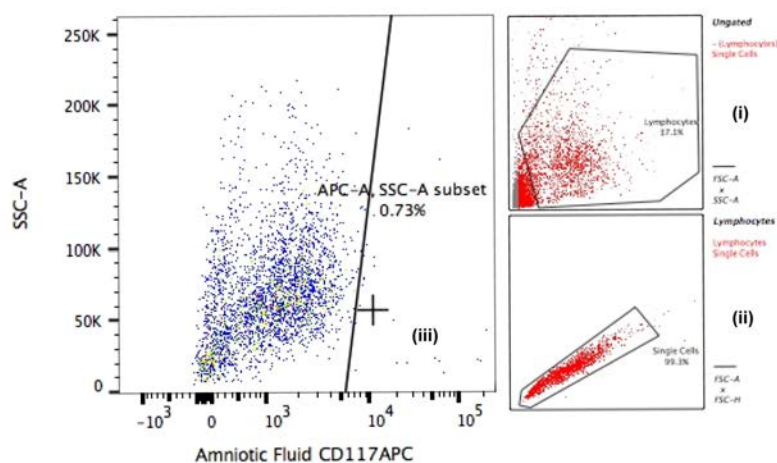 250K
200K
150K
100K
50K
0
SSC-A
APC-A, SSC-A subset
0.73%
(iii)
-10³ 0 10³ 10⁴ 10⁵
Amniotic Fluid CD117APC
Lymphocytes
Ungated
(Lymphocytes)
Single Cells
(i)
FSC-A
x
SSC-A
Single Cells
99.3%
Lymphocytes
Lymphocytes
Single Cells
(ii)
FSC-A
x
FSC-H